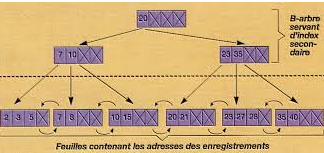 20
B-arbre
servant
d'index
secon-
daire
7 10
23 35
2 3 5
7 8
10 15
20 21
23 27 28
35 40
Feuilles contenant les adresses des enregistrements